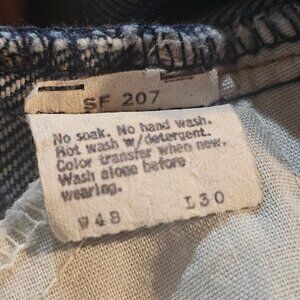 SF 207
No soak. No hand wash.
Hot wash w/detergent.
Color transfer when new.
Wash alone before
wearing.
W48 L30